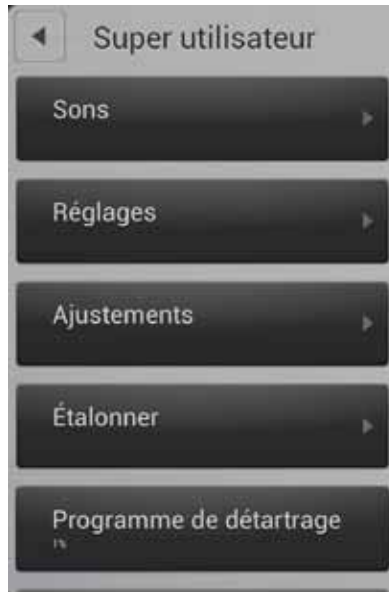 Super utilisateur
Sons
Réglages
Ajustements
Étalonner
Programme de détartrage